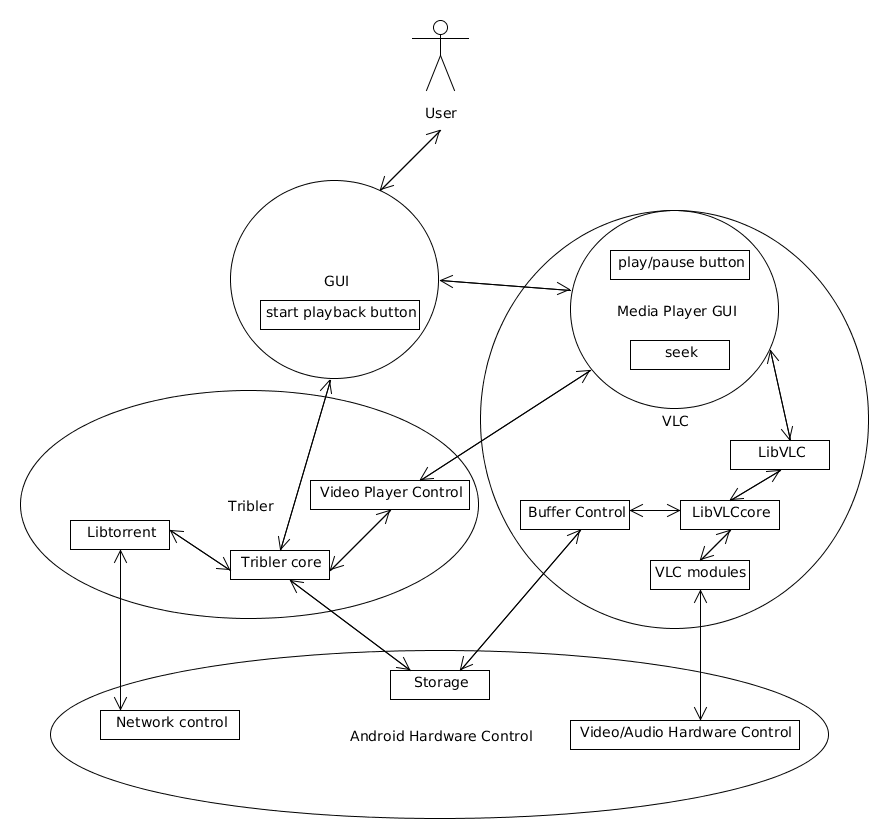 User
GUI
start playback button
play/pause button
Media Player GUI
seek
VLC
LibVLC
Tribler
Video Player Control
Libtorrent
Tribler core
Buffer Control
LibVLCcore
VLC modules
Storage
Network control
Android Hardware Control
Video/Audio Hardware Control